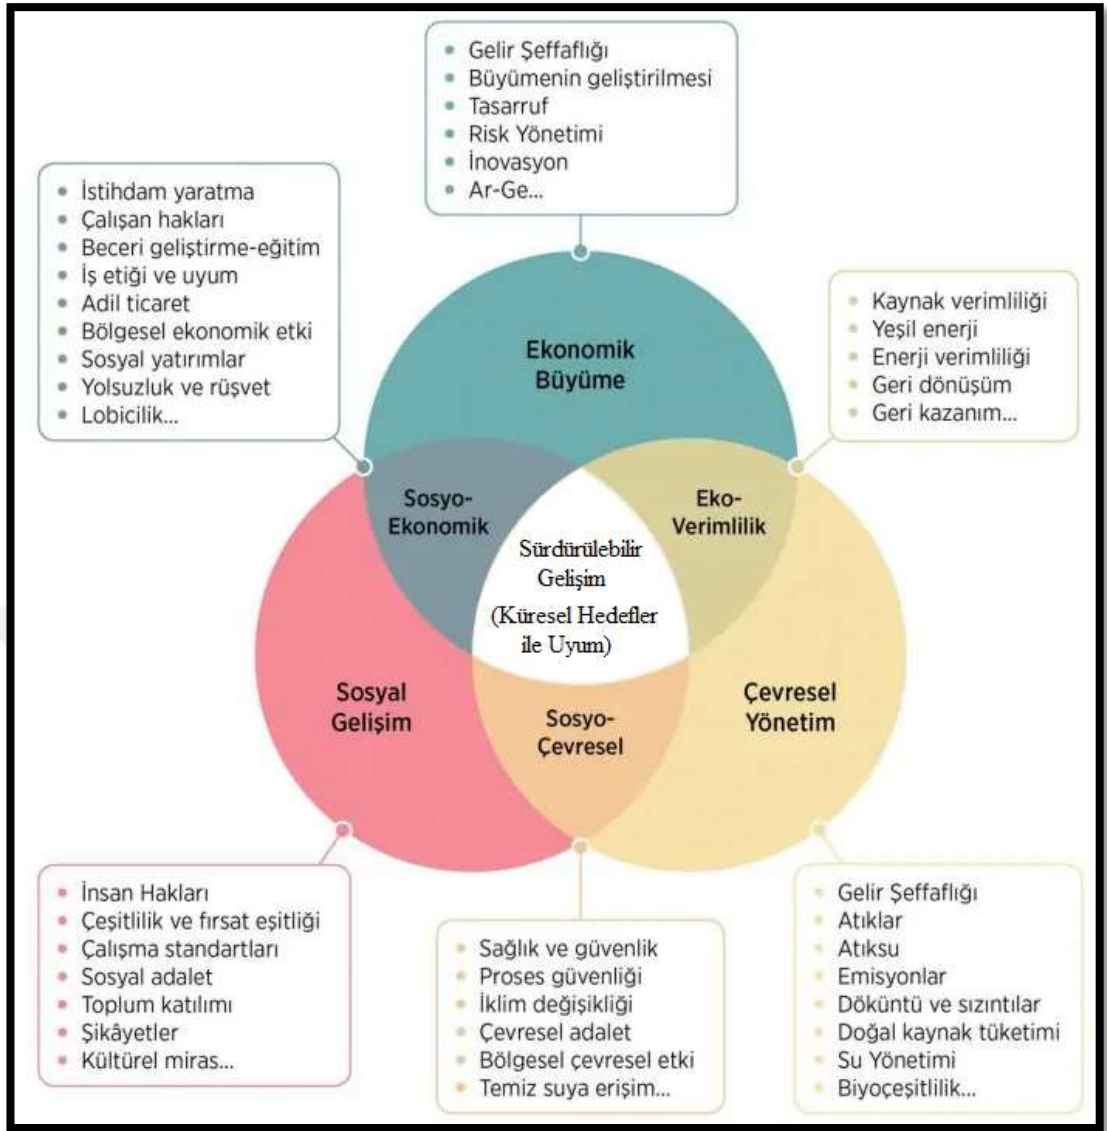 Gelir Şeffaflığı
Büyümenin geliştirilmesi
Tasarruf
Risk Yönetimi
İnovasyon
Ar-Ge...
İstihdam yaratma
Çalışan hakları
Beceri geliştirme-eğitim
İş etiği ve uyum
Adil ticaret
Bölgesel ekonomik etki
Sosyal yatırımlar
Yolsuzluk ve rüşvet
Lobicilik...
Kaynak verimliliği
Yeşil enerji
Enerji verimliliği
Geri dönüşüm
Geri kazanım...
Ekonomik
Büyüme
Sosyo-
Ekonomik
Eko-
Verimlilik
Sürdürülebilir
Gelişim
(Küresel Hedefler
ile Uyum)
Sosyal
Gelişim
Sosyo-
Çevresel
Çevresel
Yönetim
İnsan Hakları
Çeşitlilik ve fırsat eşitliği
Çalışma standartları
Sosyal adalet
Toplum katılımı
Şikâyetler
Kültürel miras...
Sağlık ve güvenlik
Proses güvenliği
İklim değişikliği
Çevresel adalet
Bölgesel çevresel etki
Temiz suya erişim...
Gelir Şeffaflığı
Atıklar
Atıksu
Emisyonlar
Döküntü ve sızıntılar
Doğal kaynak tüketimi
Su Yönetimi
Biyoçeşitlilik...